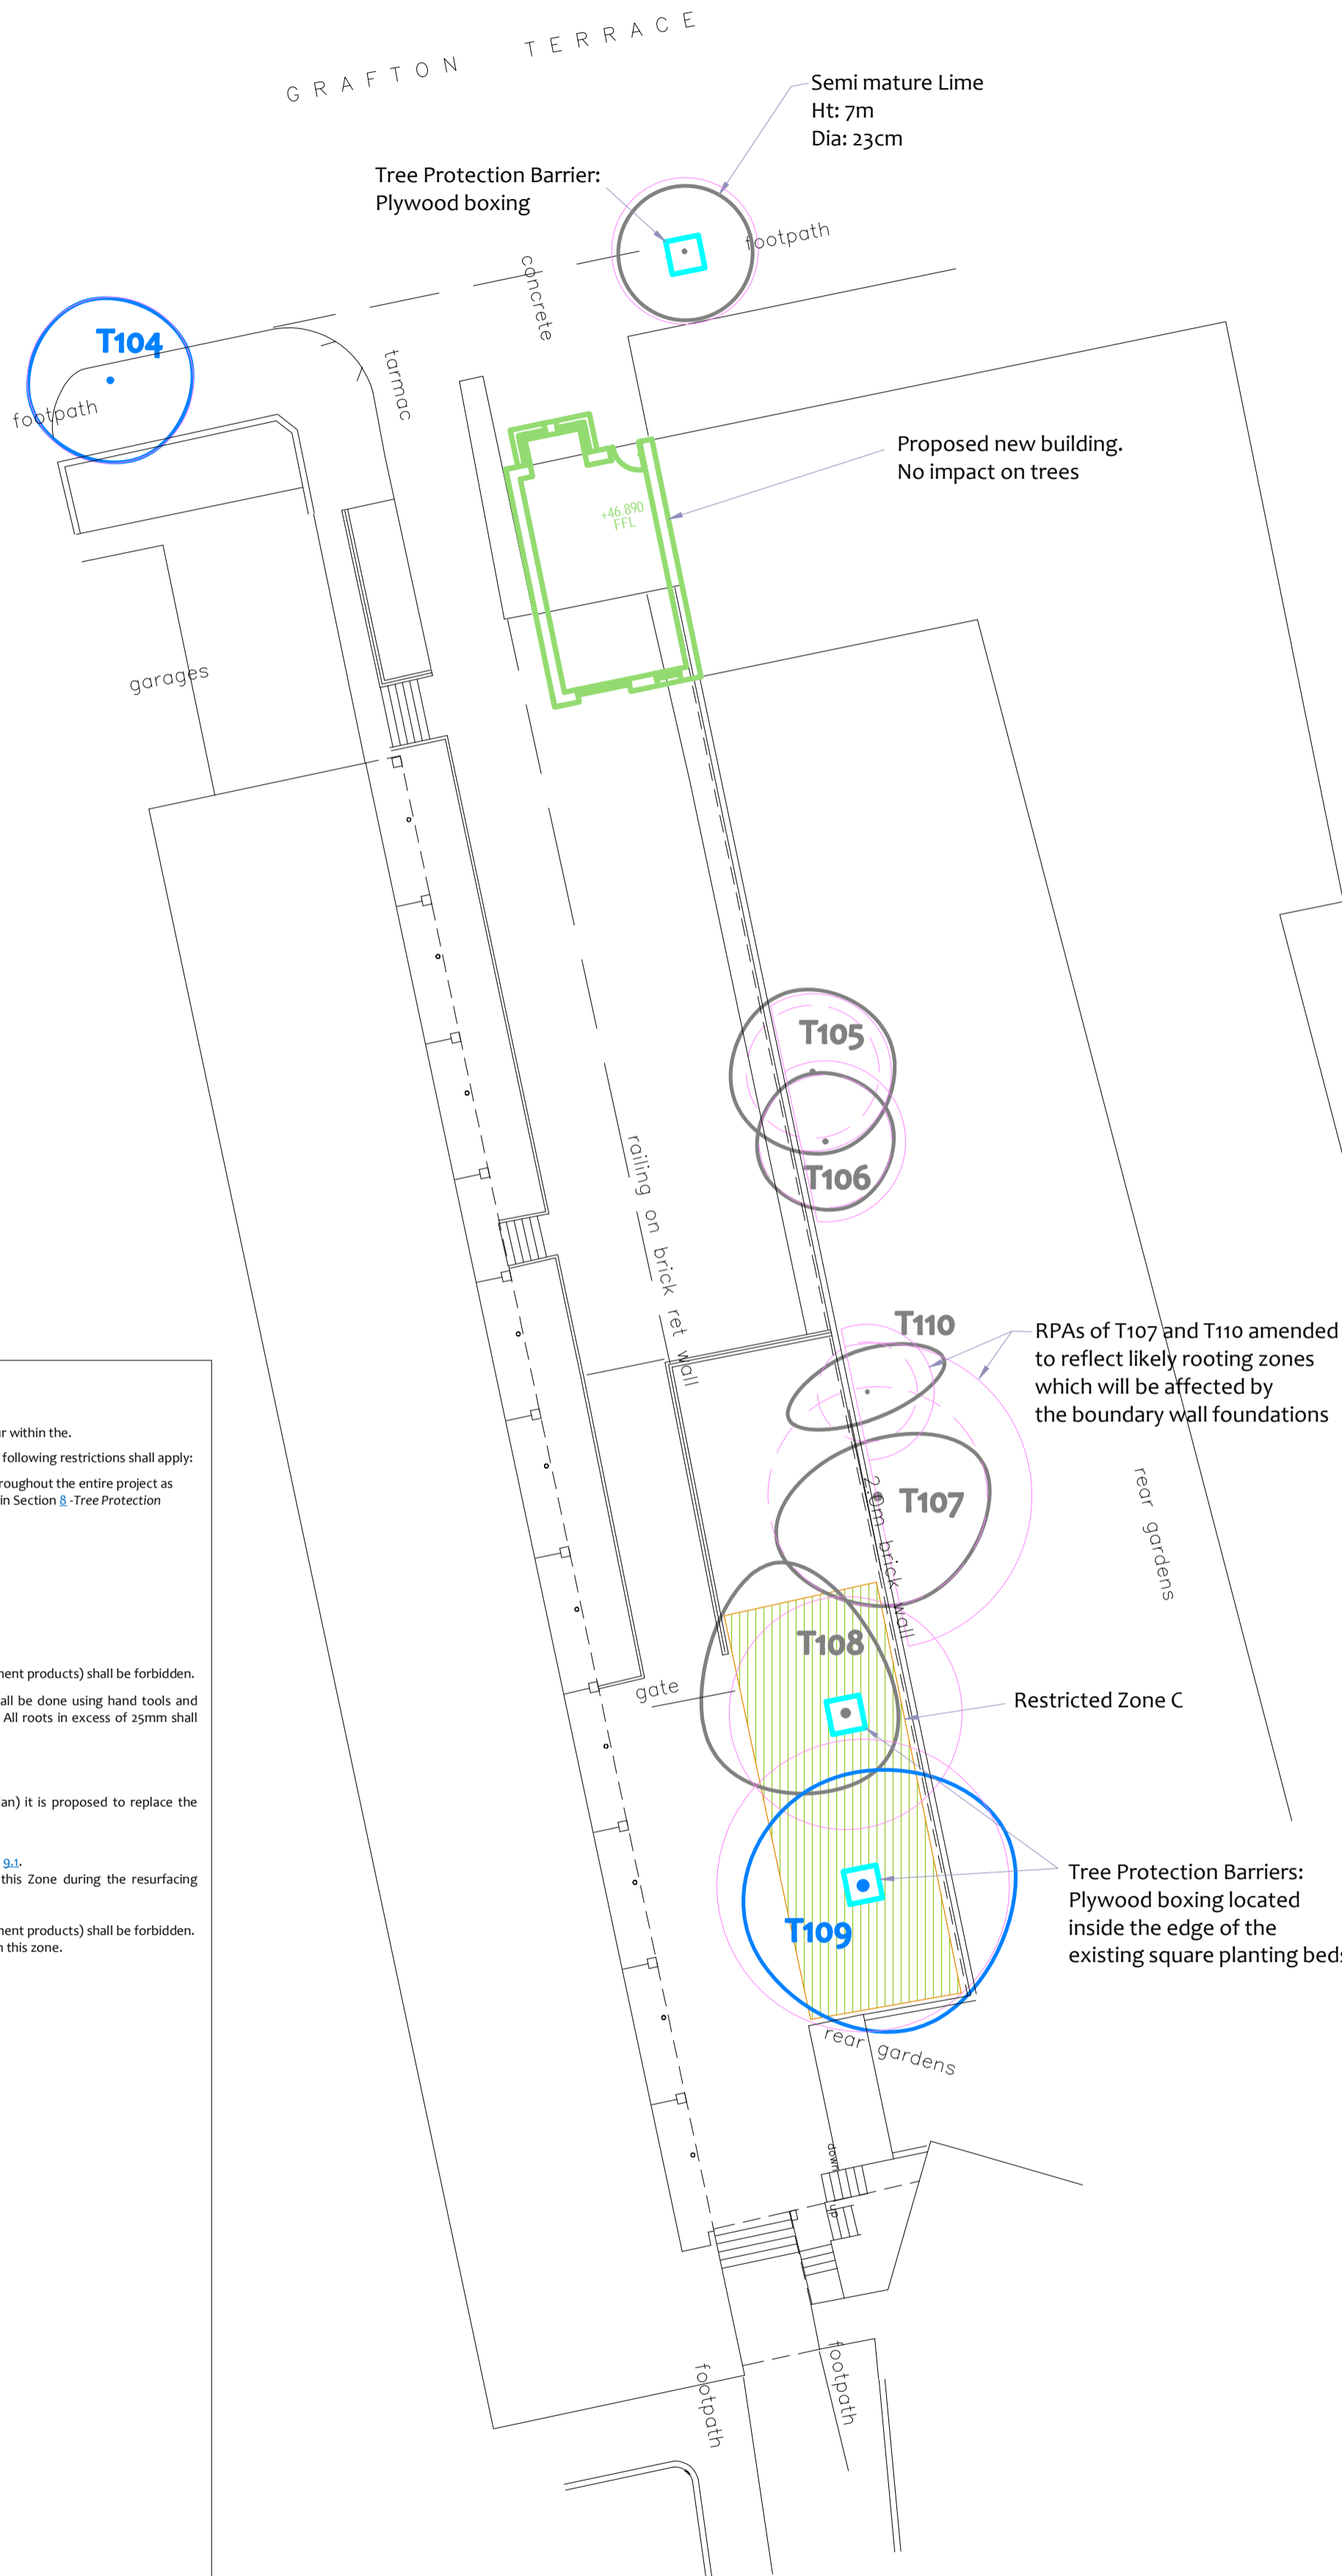 GRAFTON TERRACE
Semi mature Lime
Ht: 7m
Dia: 23cm
Tree Protection Barrier:
Plywood boxing
footpath
concrete
T104
tarmac
footpath
Proposed new building.
No impact on trees
+46.890
FFL
garages
T105
T106
railing on brick ret wall
T110
RPAs of T107 and T110 amended
to reflect likely rooting zones
which will be affected by
the boundary wall foundations
within the.
following restrictions shall apply:
roughout the entire project as
in Section 8 -Tree Protection
rear gardens
2.0m brick wall
T107
T108
ment products) shall be forbidden.
all be done using hand tools and
All roots in excess of 25mm shall
gate
Restricted Zone C
an) it is proposed to replace the
9.1.
this Zone during the resurfacing
Tree Protection Barriers:
Plywood boxing located
inside the edge of the
existing square planting beds
T109
ment products) shall be forbidden.
this zone.
rear gardens
down
up
footpath
footpath